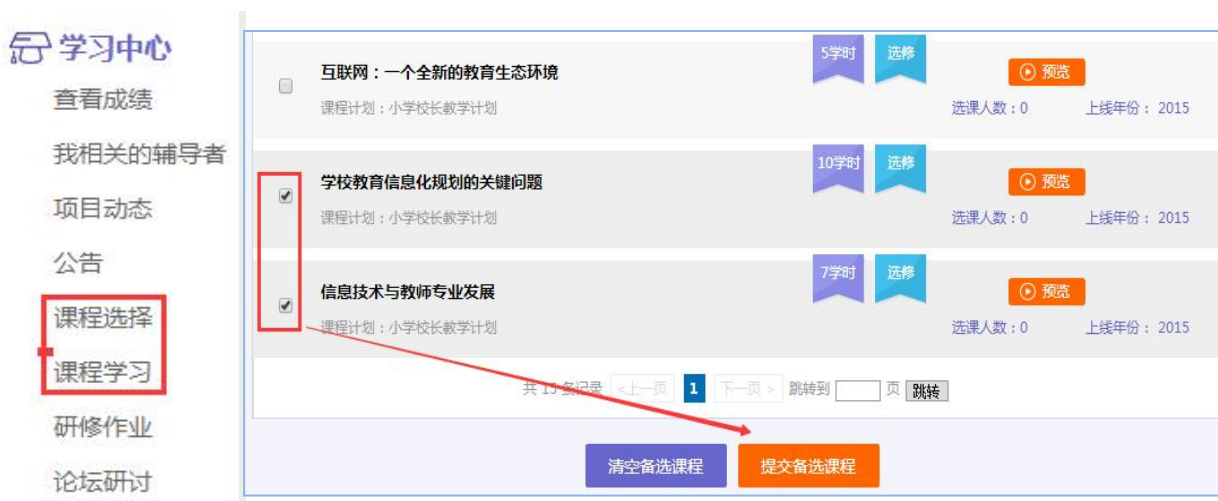 学习中心
查看成绩
我相关的辅导者
项目动态
公告
课程选择
课程学习
研修作业
论坛研讨
5学时 选修
互联网：一个全新的教育生态环境
预览
课程计划：小学校长教学计划
选课人数：0 上线年份： 2015
10学时 选修
学校教育信息化规划的关键问题
预览
课程计划：小学校长教学计划
选课人数：0 上线年份： 2015
7学时 选修
信息技术与教师专业发展
预览
课程计划：小学校长教学计划
选课人数：0 上线年份： 2015
共 15 条记录 <上一页 1 下一页 > 跳转到 页 跳转
清空备选课程 提交备选课程